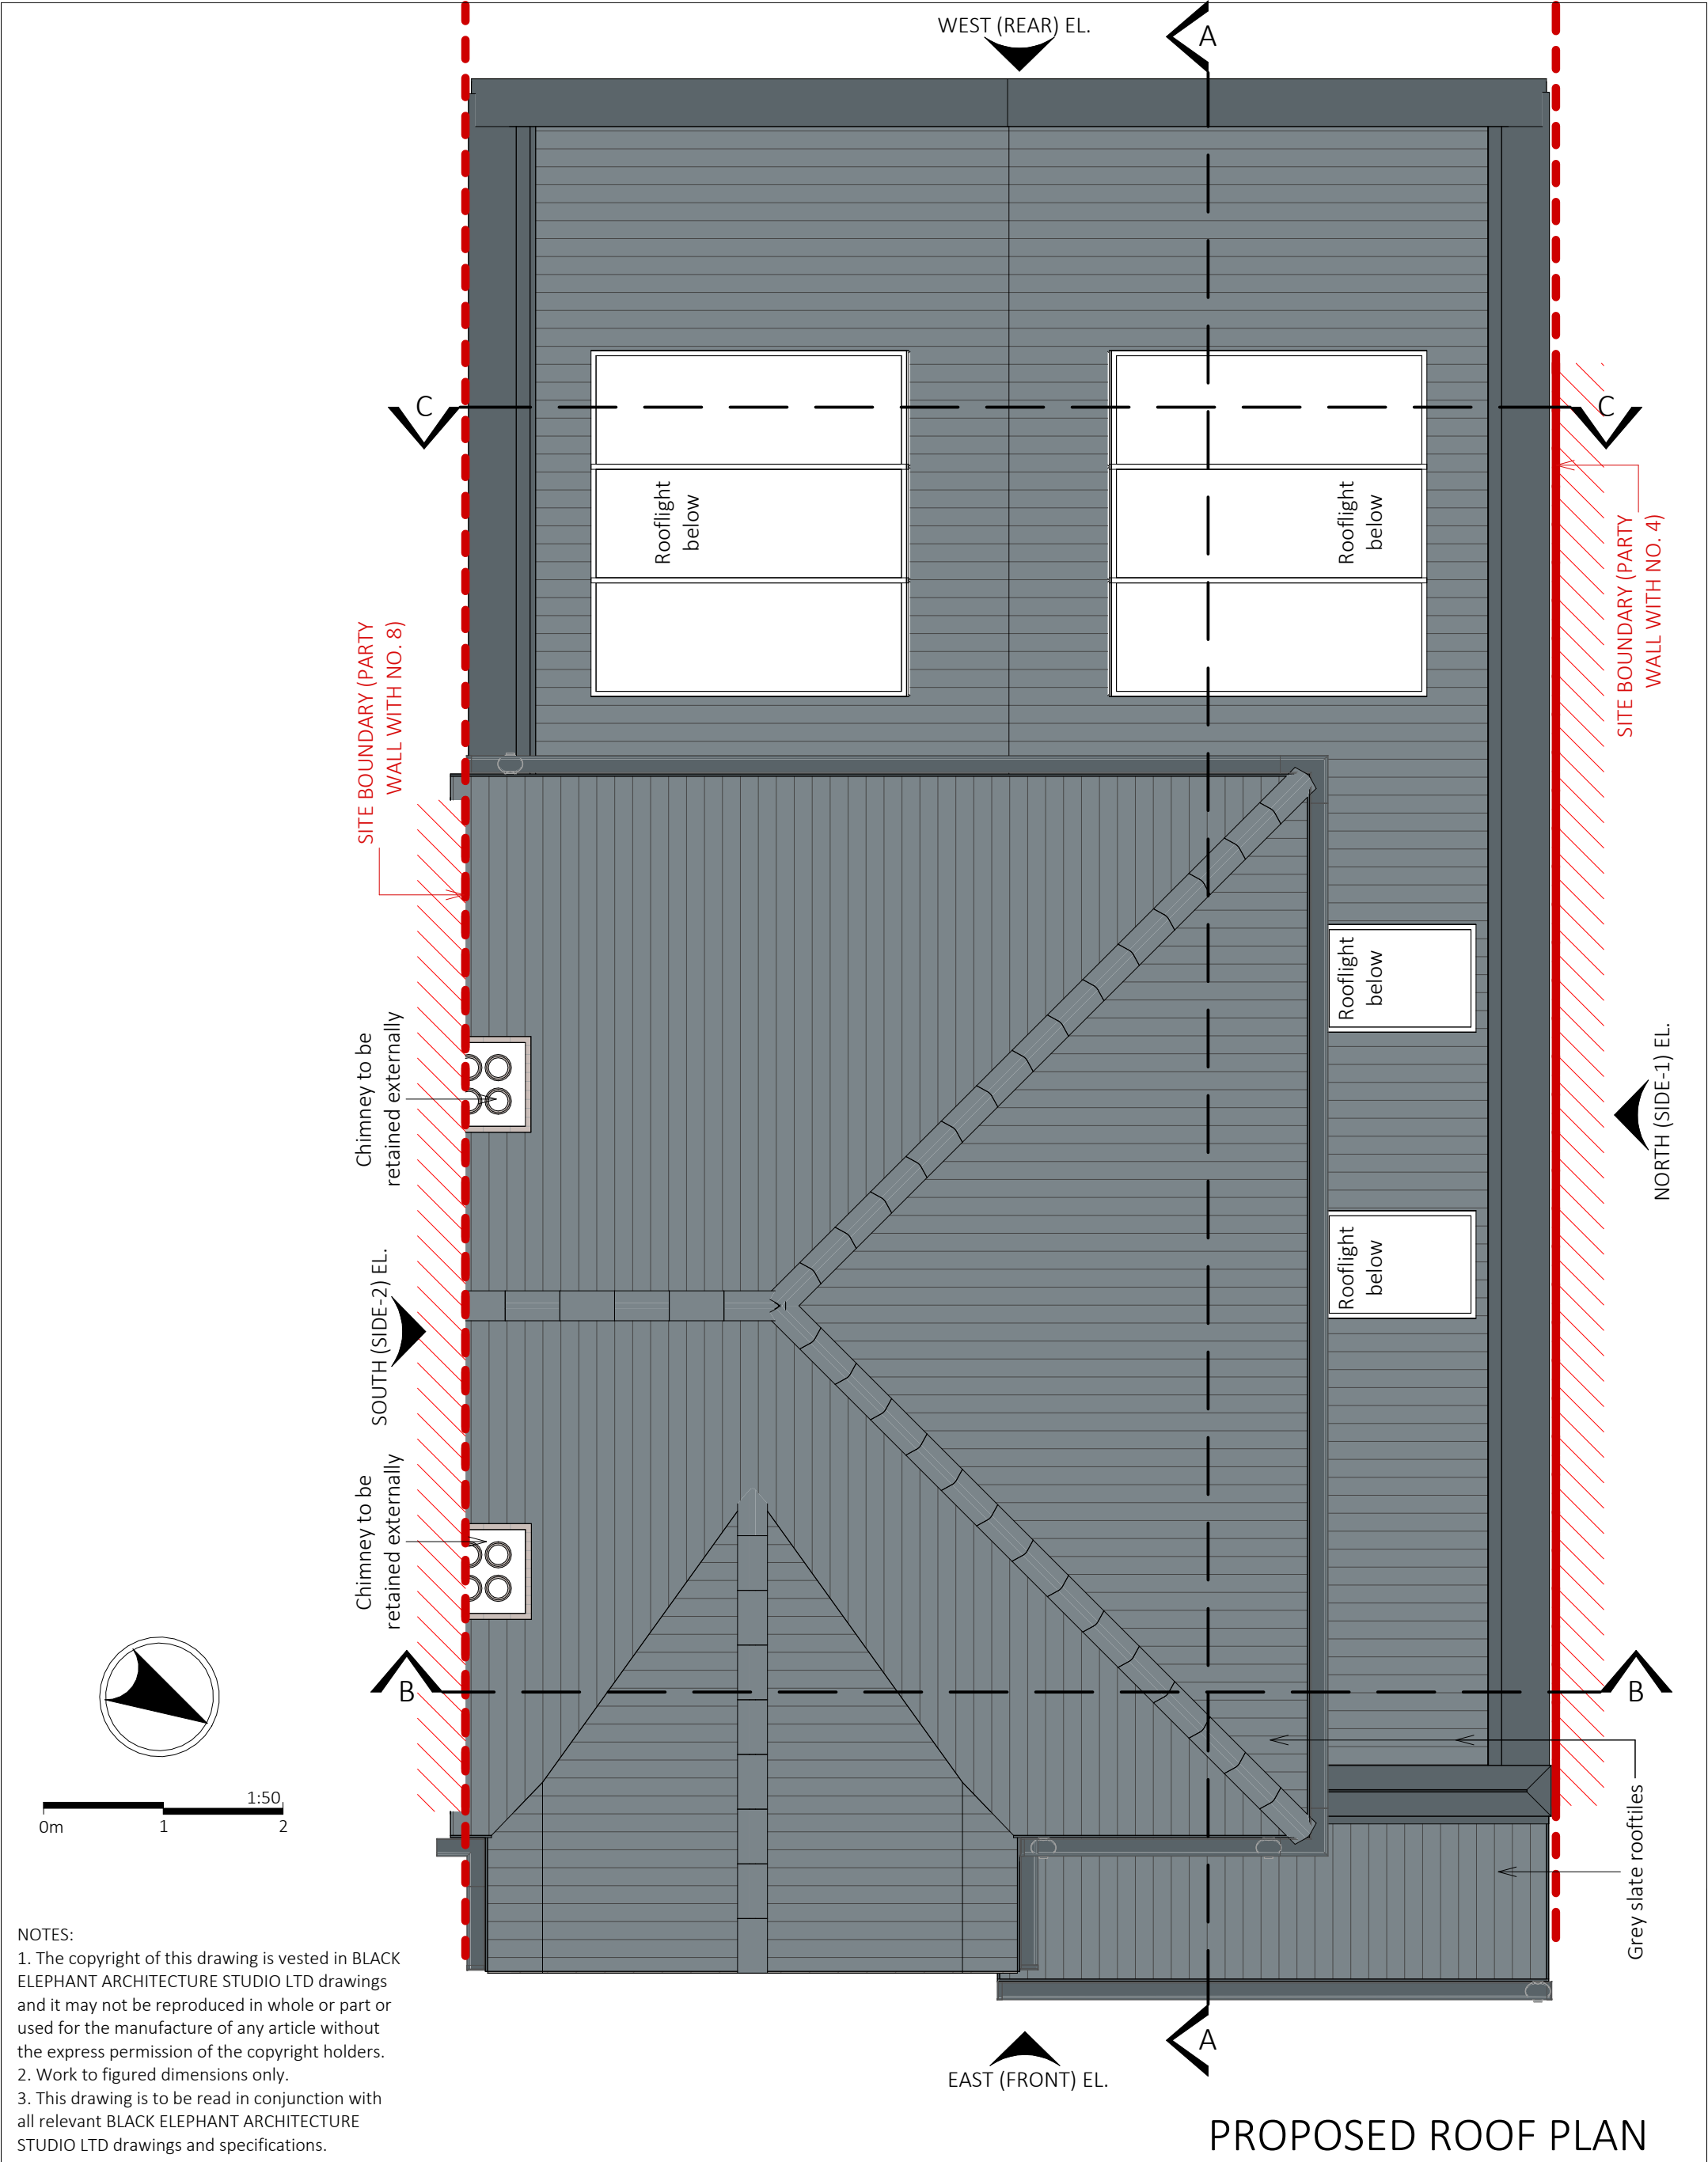 WEST (REAR) EL.
A
C
C
Rooflight
below
Rooflight
below
SITE BOUNDARY (PARTY
WALL WITH NO. 4)
SITE BOUNDARY (PARTY
WALL WITH NO. 8)
Rooflight
below
Chimney to be
retained externally
NORTH (SIDE-1) EL.
Rooflight
below
SOUTH (SIDE-2) EL.
Chimney to be
retained externally
B
B
1:50
0m 1 2
Grey slate rooftiles
NOTES:
1. The copyright of this drawing is vested in BLACK
ELEPHANT ARCHITECTURE STUDIO LTD drawings
and it may not be reproduced in whole or part or
used for the manufacture of any article without
the express permission of the copyright holders.
2. Work to figured dimensions only.
3. This drawing is to be read in conjunction with
all relevant BLACK ELEPHANT ARCHITECTURE
STUDIO LTD drawings and specifications.
A
EAST (FRONT) EL.
PROPOSED ROOF PLAN